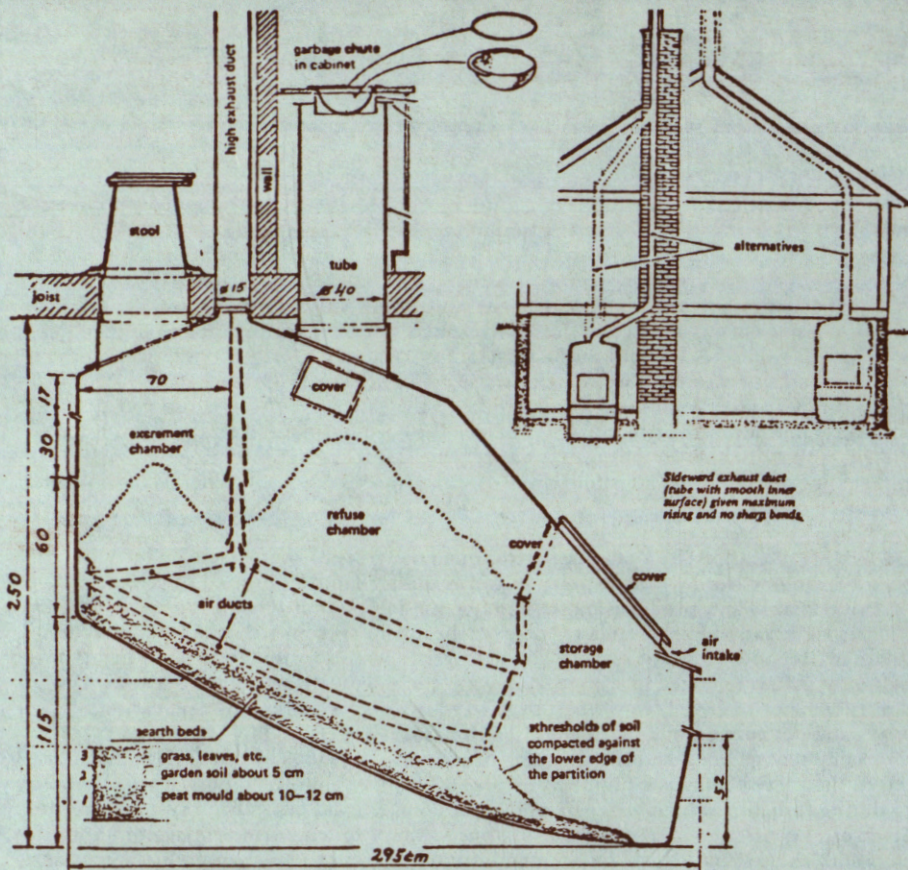 high exhaust duct
wall
garbage chute
in cabinet
stool
joist
ø 15
tube
ø 40
alternatives
cover
70
17
30
60
115
250
excrement
chamber
refuse
chamber
Sideward exhaust duct
(tube with smooth inner
surface) given maximum
rising and no sharp bends.
cover
cover
air ducts
air
intake
storage
chamber
earth beds
3
2
1
grass, leaves, etc.
garden soil about 5 cm
peat mould about 10–12 cm
thresholds of soil
compacted against
the lower edge of
the partition
52
295cm